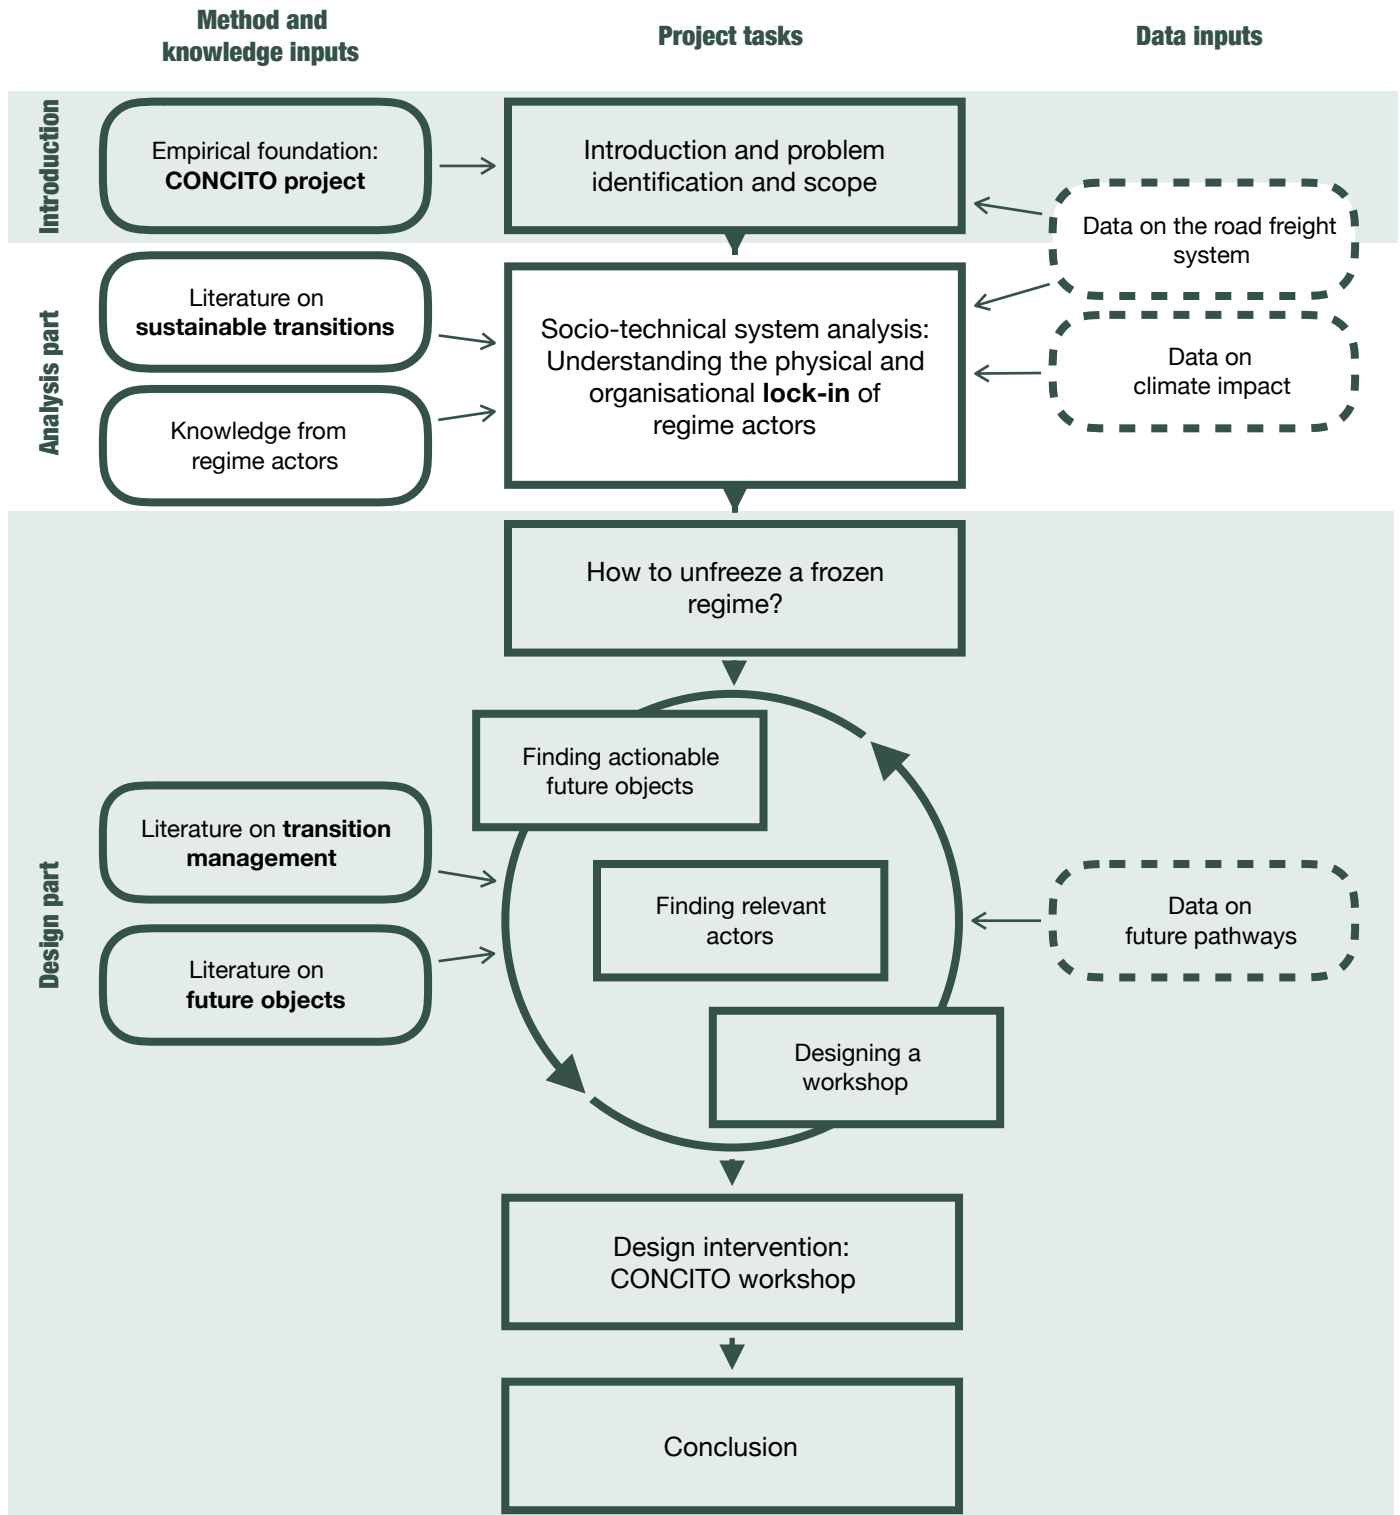 Method and
knowledge inputs
Project tasks
Data inputs
Introduction
Empirical foundation:
CONCITO project
Introduction and problem
identification and scope
Data on the road freight
system
Analysis part
Literature on
sustainable transitions
Knowledge from
regime actors
Socio-technical system analysis:
Understanding the physical and
organisational lock-in of
regime actors
Data on
climate impact
Design part
How to unfreeze a frozen
regime?
Finding actionable
future objects
Literature on transition
management
Literature on
future objects
Finding relevant
actors
Data on
future pathways
Designing a
workshop
Design intervention:
CONCITO workshop
Conclusion